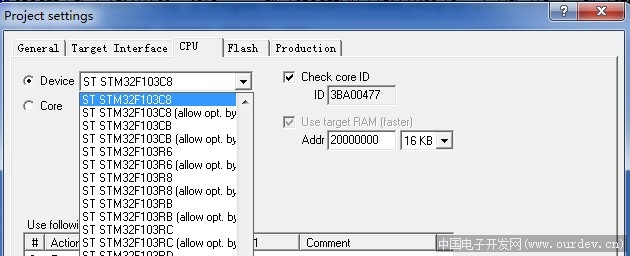 Project settings
General Target Interface CPU Flash Production
Device ST STM32F103C8 Check core ID
Core ID 3BA00477
ST STM32F103C8
ST STM32F103C8 (allow opt. by
ST STM32F103CB Use target RAM (faster)
ST STM32F103CB (allow opt. by Addr 20000000 16 KB
ST STM32F103R6
ST STM32F103R6 (allow opt. by
ST STM32F103R8
ST STM32F103R8 (allow opt. by
ST STM32F103RB
ST STM32F103RB (allow opt. by
Use followi ST STM32F103RC
# Action ST STM32F103RC (allow opt. by 1 Comment
ST STM32F103RD
中国电子开发网(www.ourdev.cn)